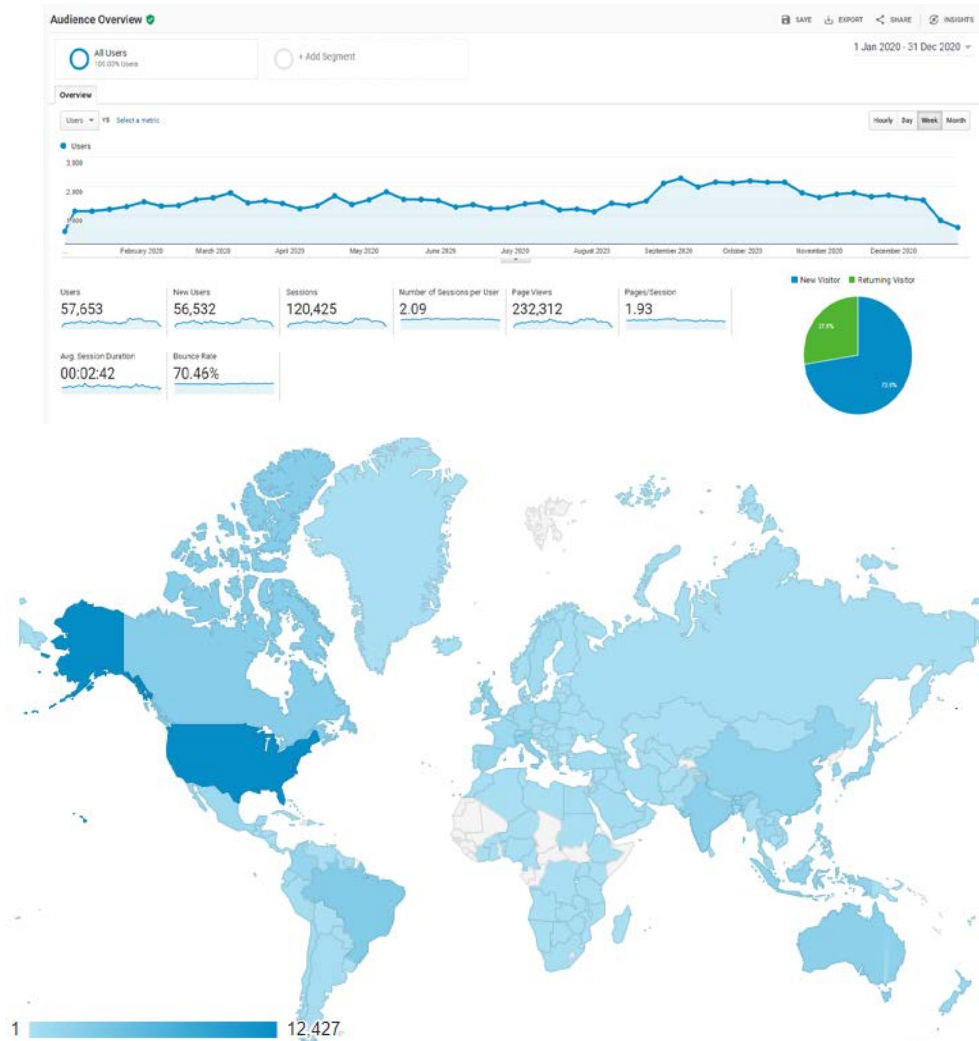 Audience Overview
SAVE EXPORT SHARE INSIGHTS
All Users
100.00% Users
+ Add Segment
1 Jan 2020 - 31 Dec 2020
Overview
Users VS Select a metric
Hourly Day Week Month
Users
February 2020 March 2020 April 2020 May 2020 June 2020 July 2020 August 2020 September 2020 October 2020 November 2020 December 2020
New Visitor Returning Visitor
Users New Users Sessions Number of Sessions per User Page Views Pages/Session
57,653 56,532 120,425 2.09 232,312 1.93
Avg. Session Duration Bounce Rate
00:02:42 70.46%
1 12,427